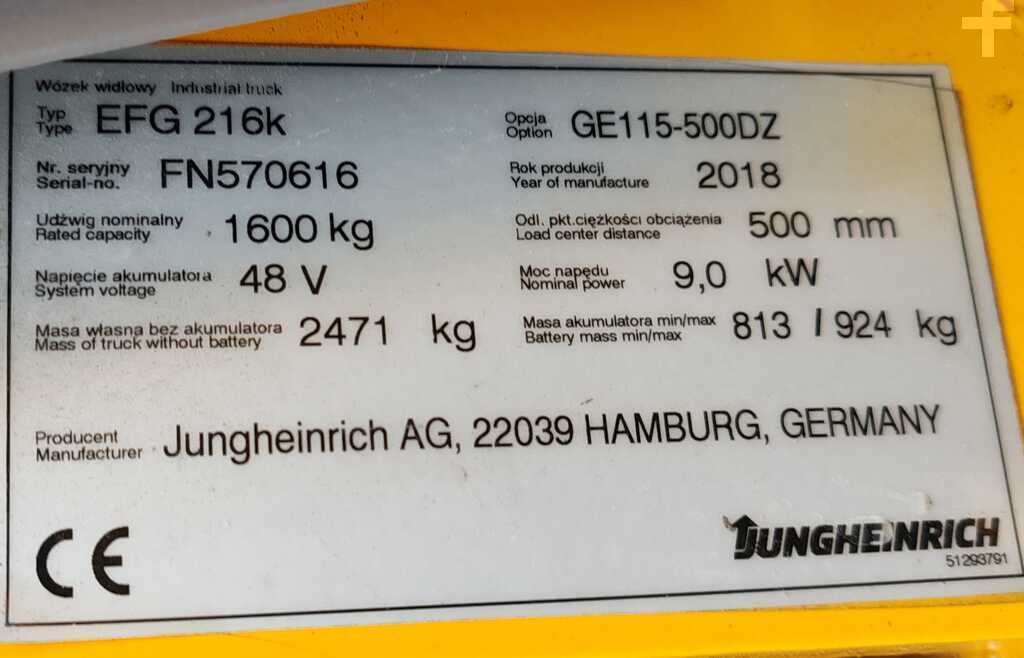 Wózek widłowy Industrial truck
Typ
Type EFG 216k
Opcja
Option GE115-500DZ
Nr. seryjny
Serial-no. FN570616
Rok produkcji
Year of manufacture 2018
Udźwig nominalny
Rated capacity 1600 kg
Odl. pkt.ciężkości obciążenia
Load center distance 500 mm
Napięcie akumulatora
System voltage 48 V
Moc napędu
Nominal power 9,0 kW
Masa własna bez akumulatora
Mass of truck without battery 2471 kg
Masa akumulatora min/max
Battery mass min/max 813 / 924 kg
Producent
Manufacturer Jungheinrich AG, 22039 HAMBURG, GERMANY
CE
JUNGHEINRICH
51293791
f